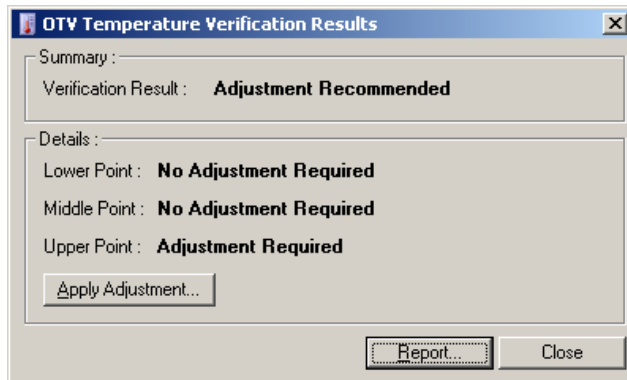 OTV Temperature Verification Results
Summary :
Verification Result : Adjustment Recommended
Details :
Lower Point : No Adjustment Required
Middle Point : No Adjustment Required
Upper Point : Adjustment Required
Apply Adjustment...
Report... Close